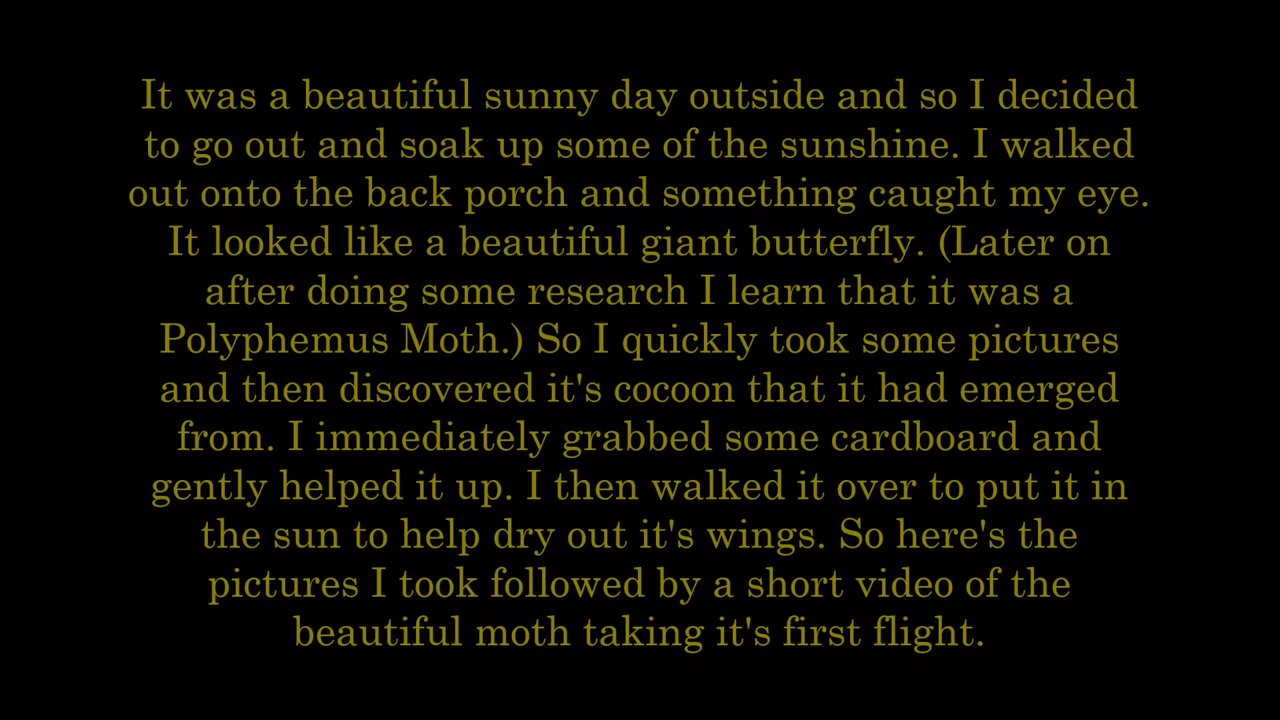 It was a beautiful sunny day outside and so I decided
to go out and soak up some of the sunshine. I walked
out onto the back porch and something caught my eye.
It looked like a beautiful giant butterfly. (Later on
after doing some research I learn that it was a
Polyphemus Moth.) So I quickly took some pictures
and then discovered it's cocoon that it had emerged
from. I immediately grabbed some cardboard and
gently helped it up. I then walked it over to put it in
the sun to help dry out it's wings. So here's the
pictures I took followed by a short video of the
beautiful moth taking it's first flight.